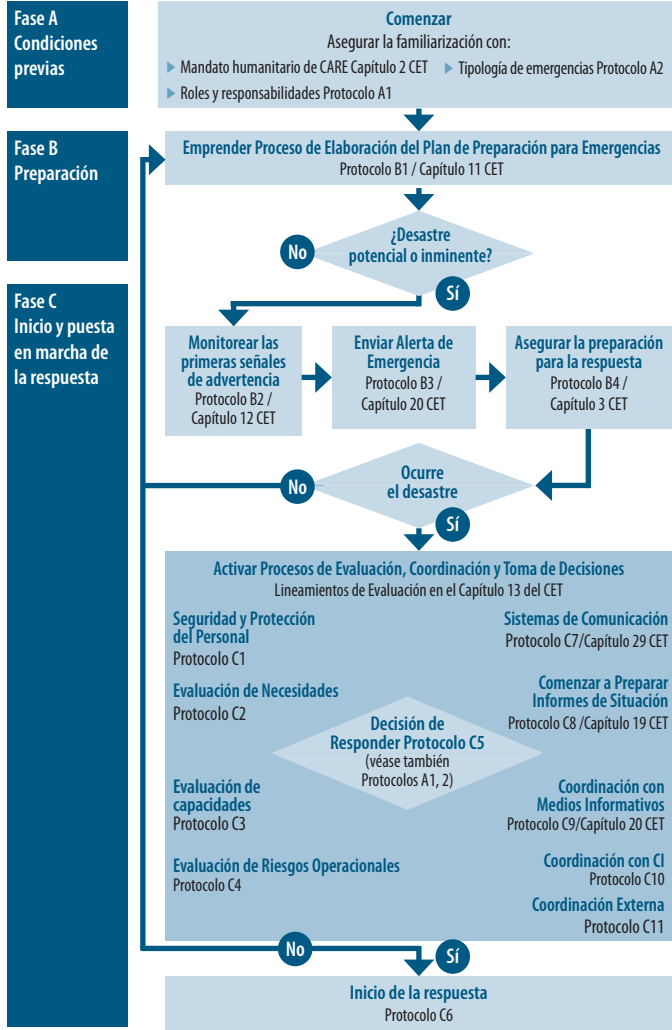 Fase A
Condiciones
previas
Comenzar
Asegurar la familiarización con:
Mandato humanitario de CARE Capítulo 2 CET
Tipología de emergencias Protocolo A2
Roles y responsabilidades Protocolo A1
Fase B
Preparación
Emprender Proceso de Elaboración del Plan de Preparación para Emergencias
Protocolo B1 / Capítulo 11 CET
¿Desastre
potencial o inminente?
No
Sí
Fase C
Inicio y puesta
en marcha de
la respuesta
Monitorear las
primeras señales
de advertencia
Protocolo B2 /
Capítulo 12 CET
Enviar Alerta de
Emergencia
Protocolo B3 /
Capítulo 20 CET
Asegurar la preparación
para la respuesta
Protocolo B4 /
Capítulo 3 CET
Ocurre
el desastre
No
Sí
Activar Procesos de Evaluación, Coordinación y Toma de Decisiones
Lineamientos de Evaluación en el Capítulo 13 del CET
Seguridad y Protección
del Personal
Protocolo C1
Evaluación de Necesidades
Protocolo C2
Evaluación de
capacidades
Protocolo C3
Evaluación de Riesgos Operacionales
Protocolo C4
Decisión de
Responder Protocolo C5
(véase también
Protocolos A1, 2)
Sistemas de Comunicación
Protocolo C7/Capítulo 29 CET
Comenzar a Preparar
Informes de Situación
Protocolo C8 /Capítulo 19 CET
Coordinación con
Medios Informativos
Protocolo C9/Capítulo 20 CET
Coordinación con CI
Protocolo C10
Coordinación Externa
Protocolo C11
No
Sí
Inicio de la respuesta
Protocolo C6